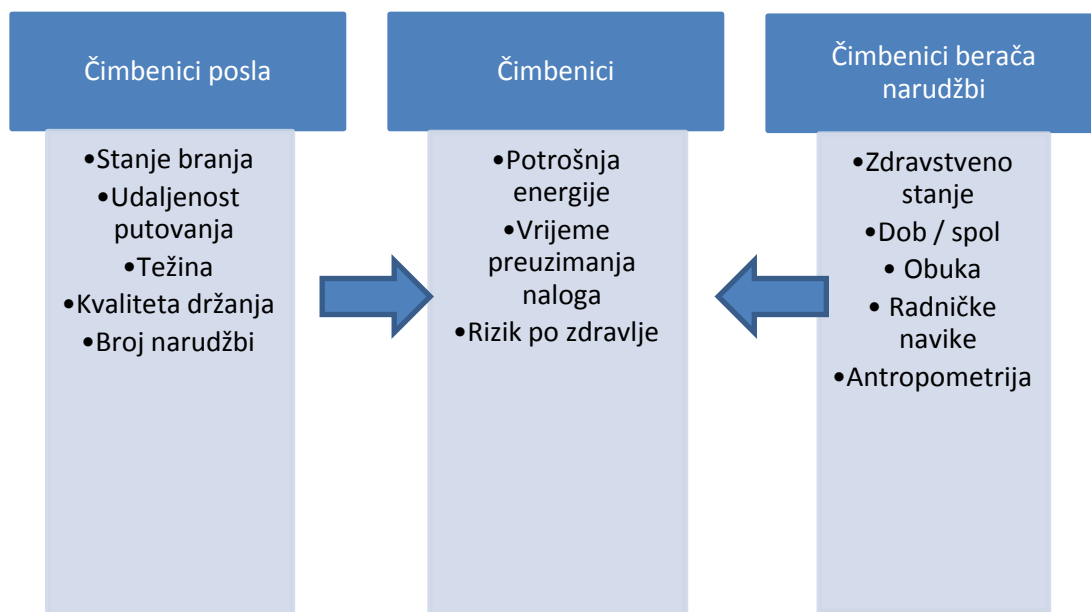 Čimbenici posla
•Stanje branja
•Udaljenost
putovanja
•Težina
•Kvaliteta držanja
•Broj narudžbi
Čimbenici
•Potrošnja
energije
•Vrijeme
preuzimanja
naloga
•Rizik po zdravlje
Čimbenici berača
narudžbi
•Zdravstveno
stanje
•Dob / spol
• Obuka
• Radničke
navike
•Antropometrija